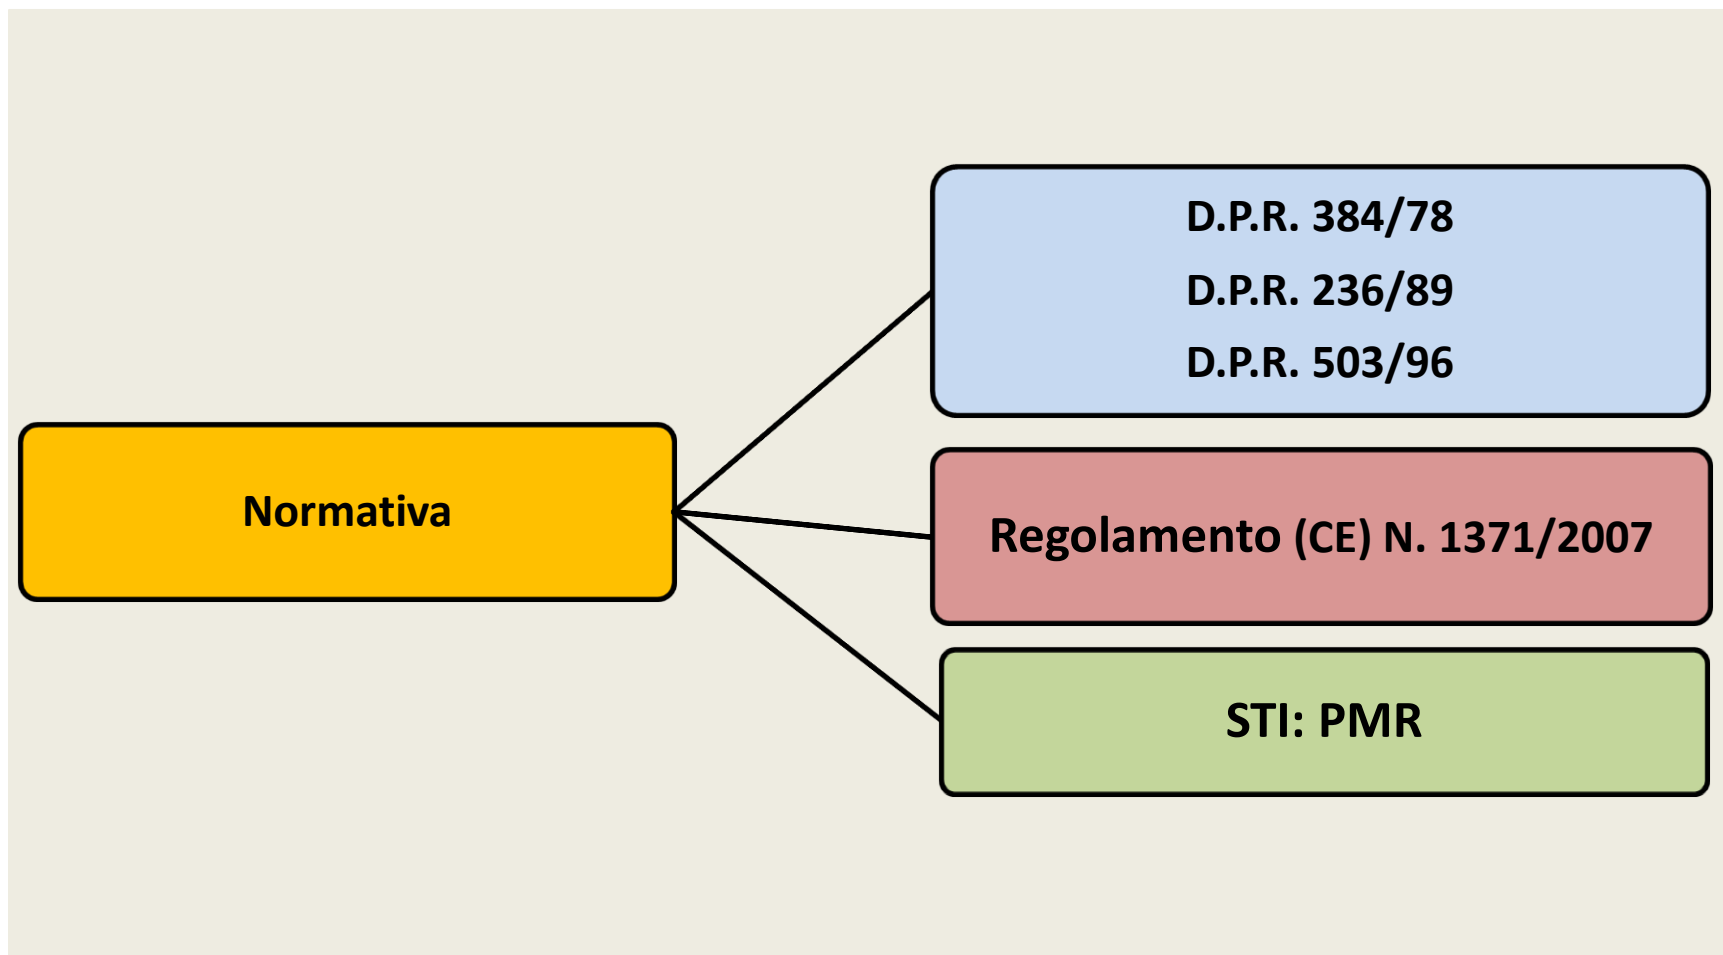 Normativa
D.P.R. 384/78
D.P.R. 236/89
D.P.R. 503/96
Regolamento (CE) N. 1371/2007
STI: PMR